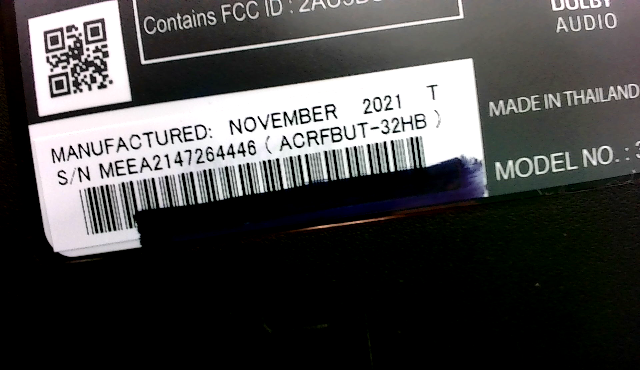 Contains FCC ID :
DOLBY
AUDIO
MANUFACTURED: NOVEMBER 2021 T
S/N MEEA2147264446 ( ACRFBUT-32HB )
MADE IN THAILAND
MODEL NO. :